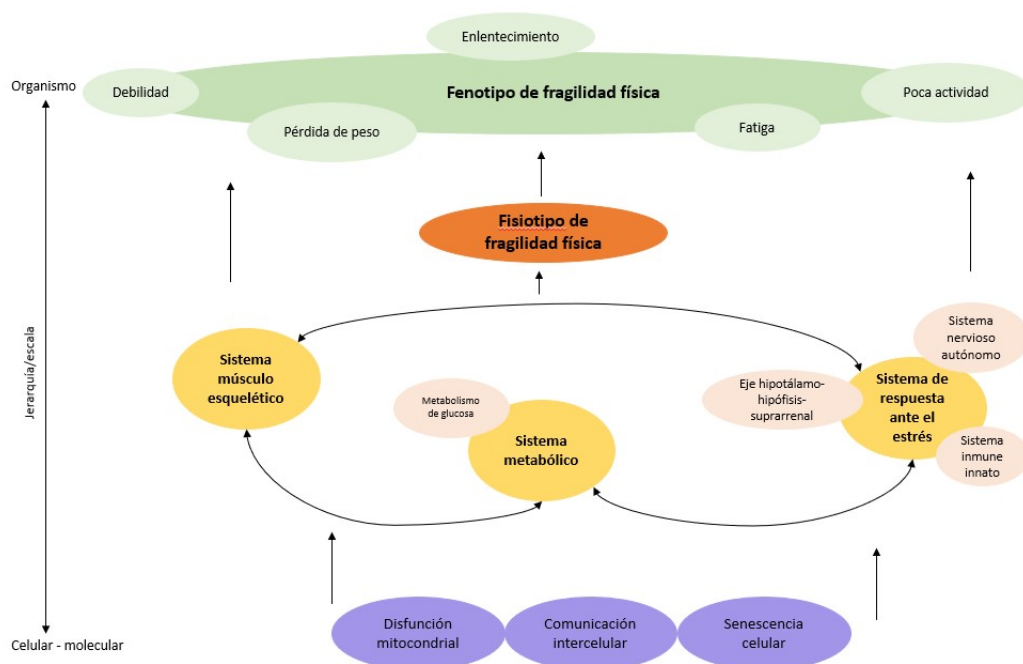 Enlentecimiento
Organismo
Debilidad
Fenotipo de fragilidad física
Poca actividad
Pérdida de peso
Fatiga
Fisiotipo de
fragilidad física
Jerarquía/escala
Sistema
músculo
esquelético
Metabolismo
de glucosa
Sistema
metabólico
Eje hipotálamo-
hipófisis-
suprarrenal
Sistema
nervioso
autónomo
Sistema de
respuesta
ante el
estrés
Sistema
inmune
innato
Disfunción
mitocondrial
Comunicación
intercelular
Senescencia
celular
Celular - molecular